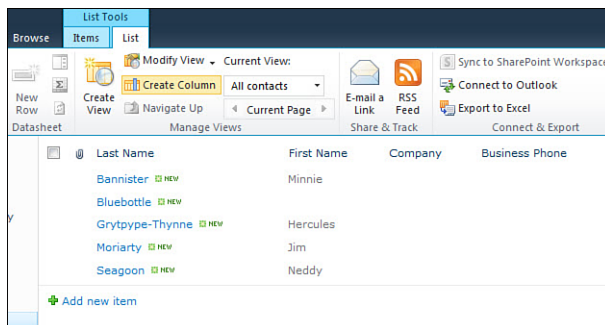 List Tools
Browse Items List
Modify View Current View:
Create Column All contacts
Navigate Up Current Page
New Row
Create View
E-mail a Link
RSS Feed
Sync to SharePoint Workspace
Connect to Outlook
Export to Excel
Datasheet Manage Views Share & Track Connect & Export
Last Name First Name Company Business Phone
Bannister NEW Minnie
Bluebottle NEW
y
Grytpype-Thynne NEW Hercules
Moriarty NEW Jim
Seagoon NEW Neddy
Add new item